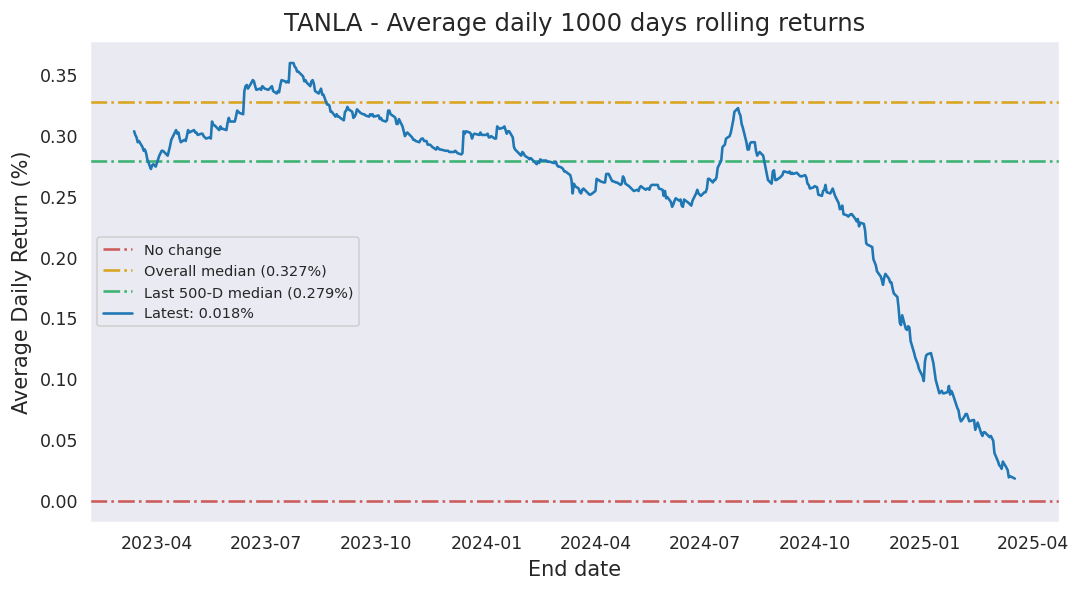 TANLA - Average daily 1000 days rolling returns
Average Daily Return (%)
0.35
0.30
0.25
0.20
0.15
0.10
0.05
0.00
No change
Overall median (0.327%)
Last 500-D median (0.279%)
Latest: 0.018%
2023-04 2023-07 2023-10 2024-01 2024-04 2024-07 2024-10 2025-01 2025-04
End date